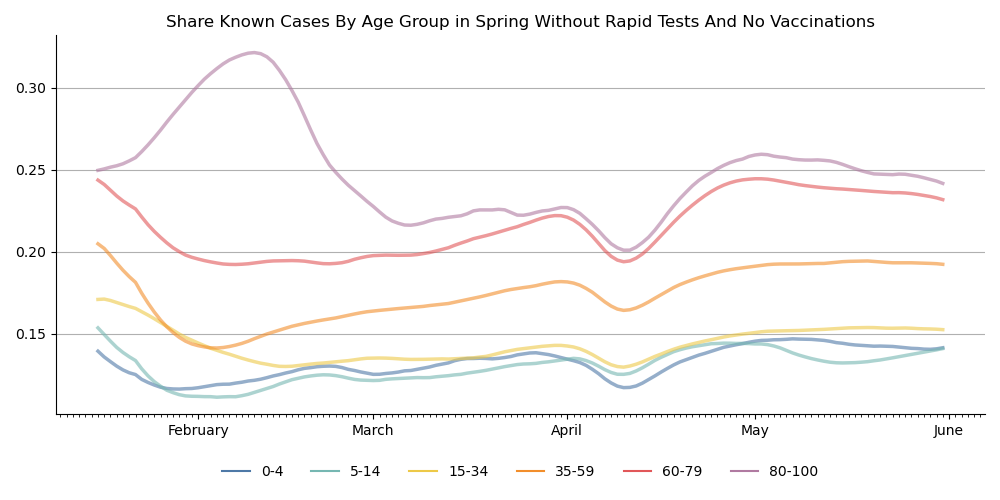 Share Known Cases By Age Group in Spring Without Rapid Tests And No Vaccinations
0.30
0.25
0.20
0.15
February March April May June
0-4 5-14 15-34 35-59 60-79 80-100